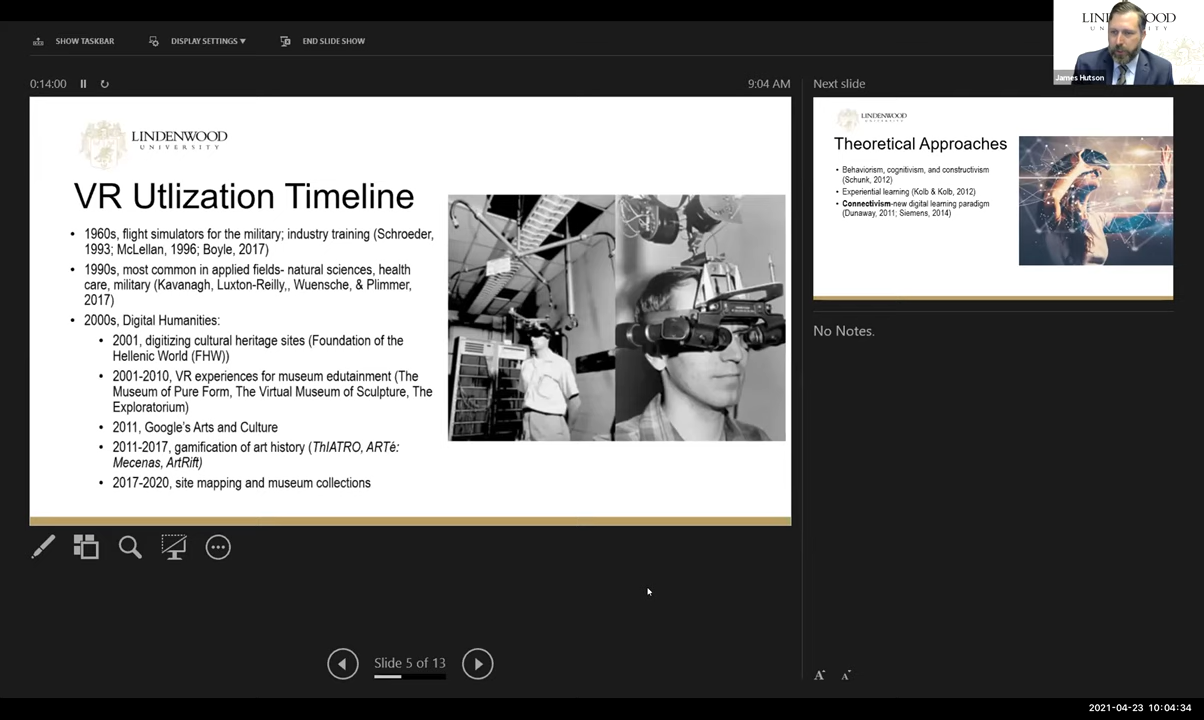 SHOW TASKBAR
DISPLAY SETTINGS ▾
END SLIDE SHOW
James Hutson
0:14:00
9:04 AM
LINDENWOOD
UNIVERSITY
VR Utlization Timeline
• 1960s, flight simulators for the military; industry training (Schroeder,
1993; McLellan, 1996; Boyle, 2017)
• 1990s, most common in applied fields- natural sciences, health
care, military (Kavanagh, Luxton-Reilly,, Wuensche, & Plimmer,
2017)
• 2000s, Digital Humanities:
• 2001, digitizing cultural heritage sites (Foundation of the
Hellenic World (FHW))
• 2001-2010, VR experiences for museum edutainment (The
Museum of Pure Form, The Virtual Museum of Sculpture, The
Exploratorium)
• 2011, Google's Arts and Culture
• 2011-2017, gamification of art history (ThIATRO, ARTé:
Mecenas, ArtRift)
• 2017-2020, site mapping and museum collections
Slide 5 of 13
Next slide
LINDENWOOD
UNIVERSITY
Theoretical Approaches
• Behaviorism, cognitivism, and constructivism
(Schunk, 2012)
• Experiential learning (Kolb & Kolb, 2012)
• Connectivism-new digital learning paradigm
(Dunaway, 2011; Siemens, 2014)
No Notes.
A A
2021-04-23 10:04:34